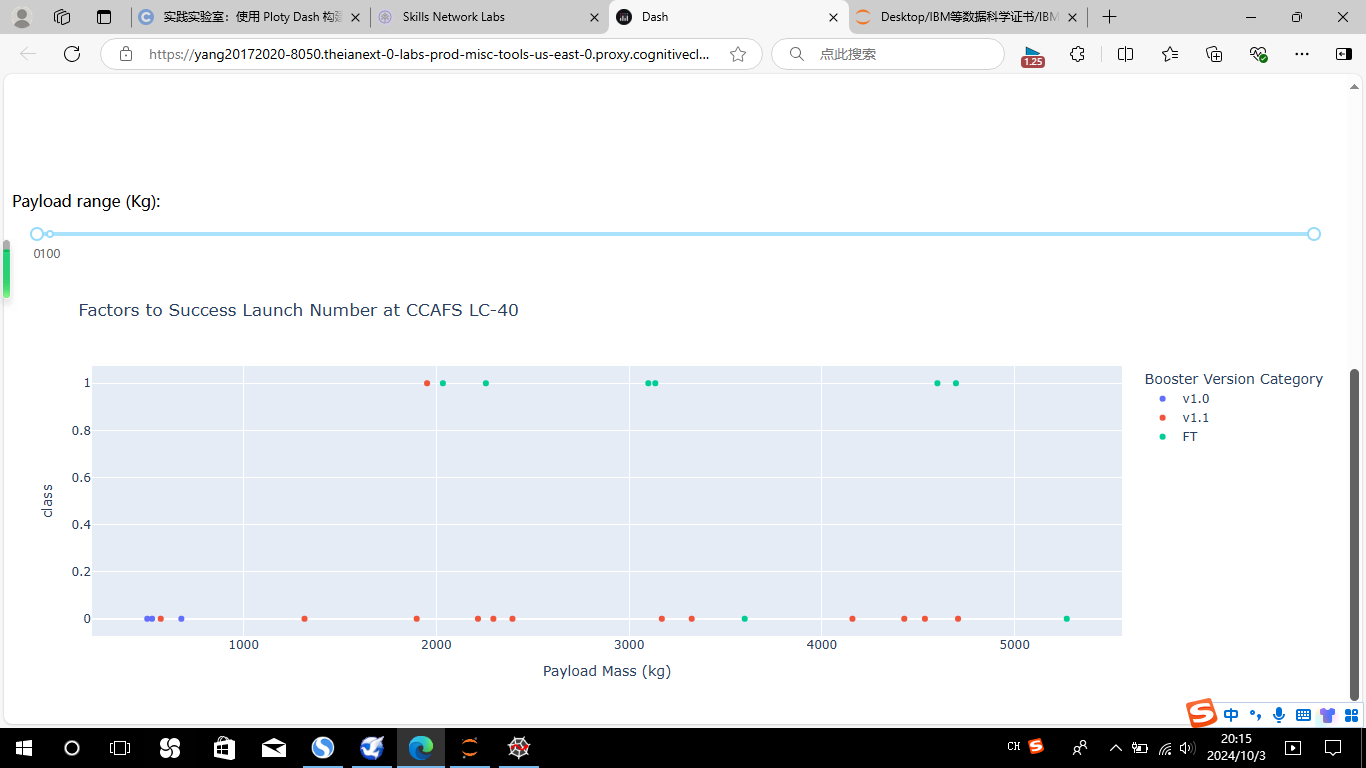 实践实验室：使用 Ploty Dash 构建
Skills Network Labs
Dash
Desktop/IBM等数据科学证书/IBM
https://yang20172020-8050.theianext-0-labs-prod-misc-tools-us-east-0.proxy.cognitivecl...
点此搜索
1.25
Payload range (Kg):
0100
Factors to Success Launch Number at CCAFS LC-40
Booster Version Category
v1.0
v1.1
FT
class
1
0.8
0.6
0.4
0.2
0
1000
2000
3000
4000
5000
Payload Mass (kg)
中
CH
20:15
2024/10/3